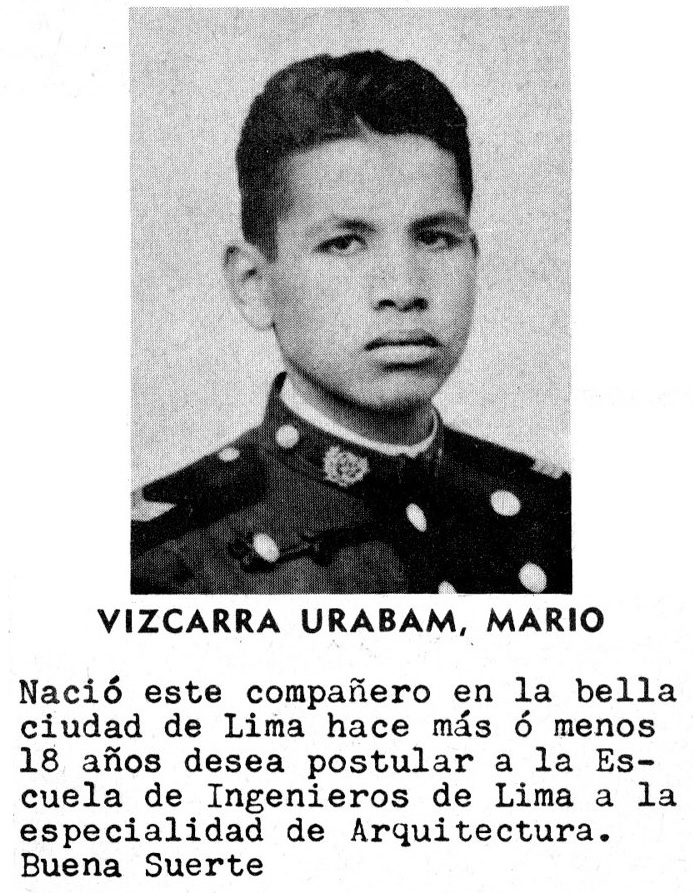 VIZCARRA URABAM, MARIO
Nació este compañero en la bella
ciudad de Lima hace más ó menos
18 años desea postular a la Es-
cuela de Ingenieros de Lima a la
especialidad de Arquitectura.
Buena Suerte